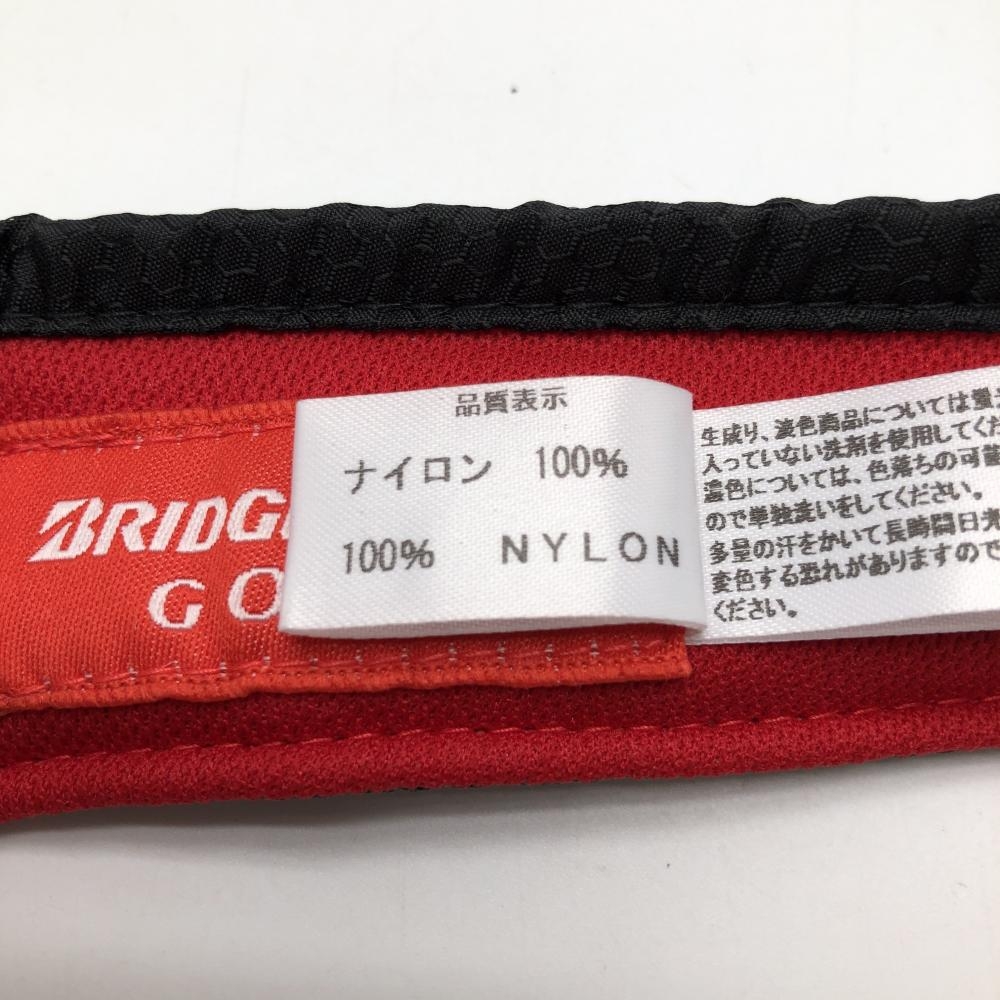 BRIDG
GO
品質表示
ナイロン 100%
100% NYLON
生成り、淡色商品については蛍
入っていない洗剤を使用してくだ
濃色については、色落ちの可能
ので単独洗いをしてください。
多量の汗をかいて長時間日光
変色する恐れがありますので
ください。